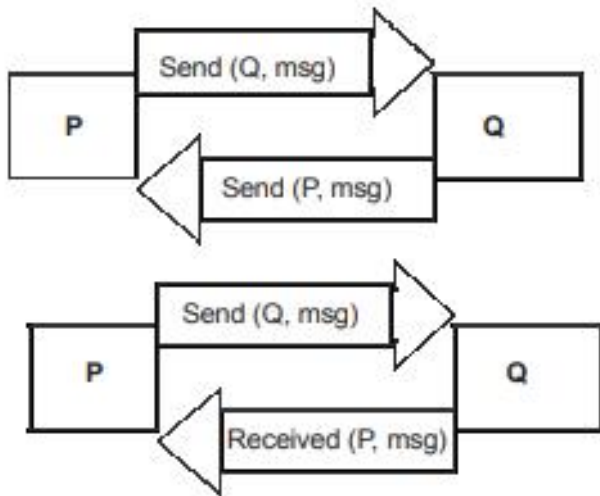 Send (Q, msg)
P
Q
Send (P, msg)
Send (Q, msg)
P
Q
Received (P, msg)